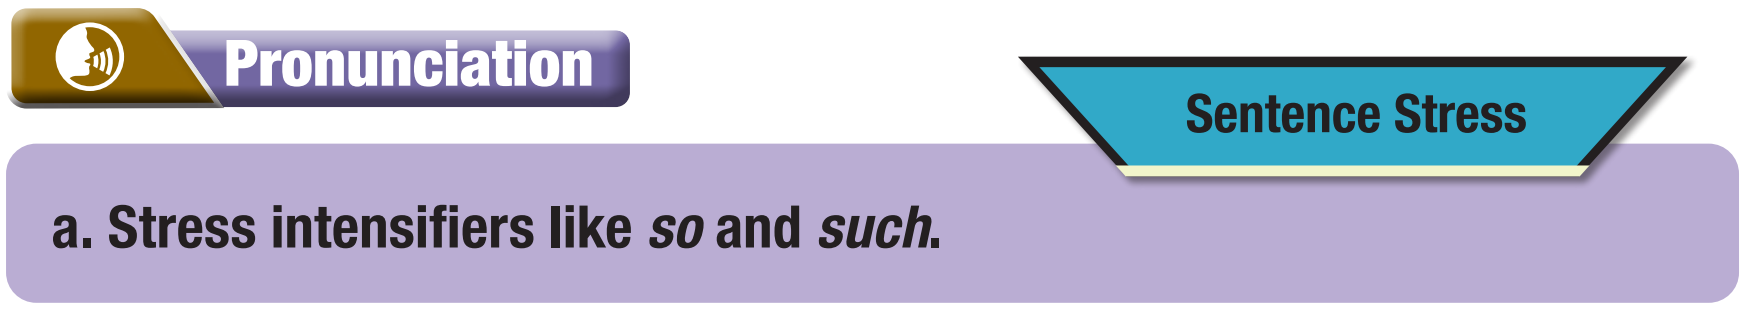 Pronunciation
Sentence Stress
a. Stress intensifiers like so and such.